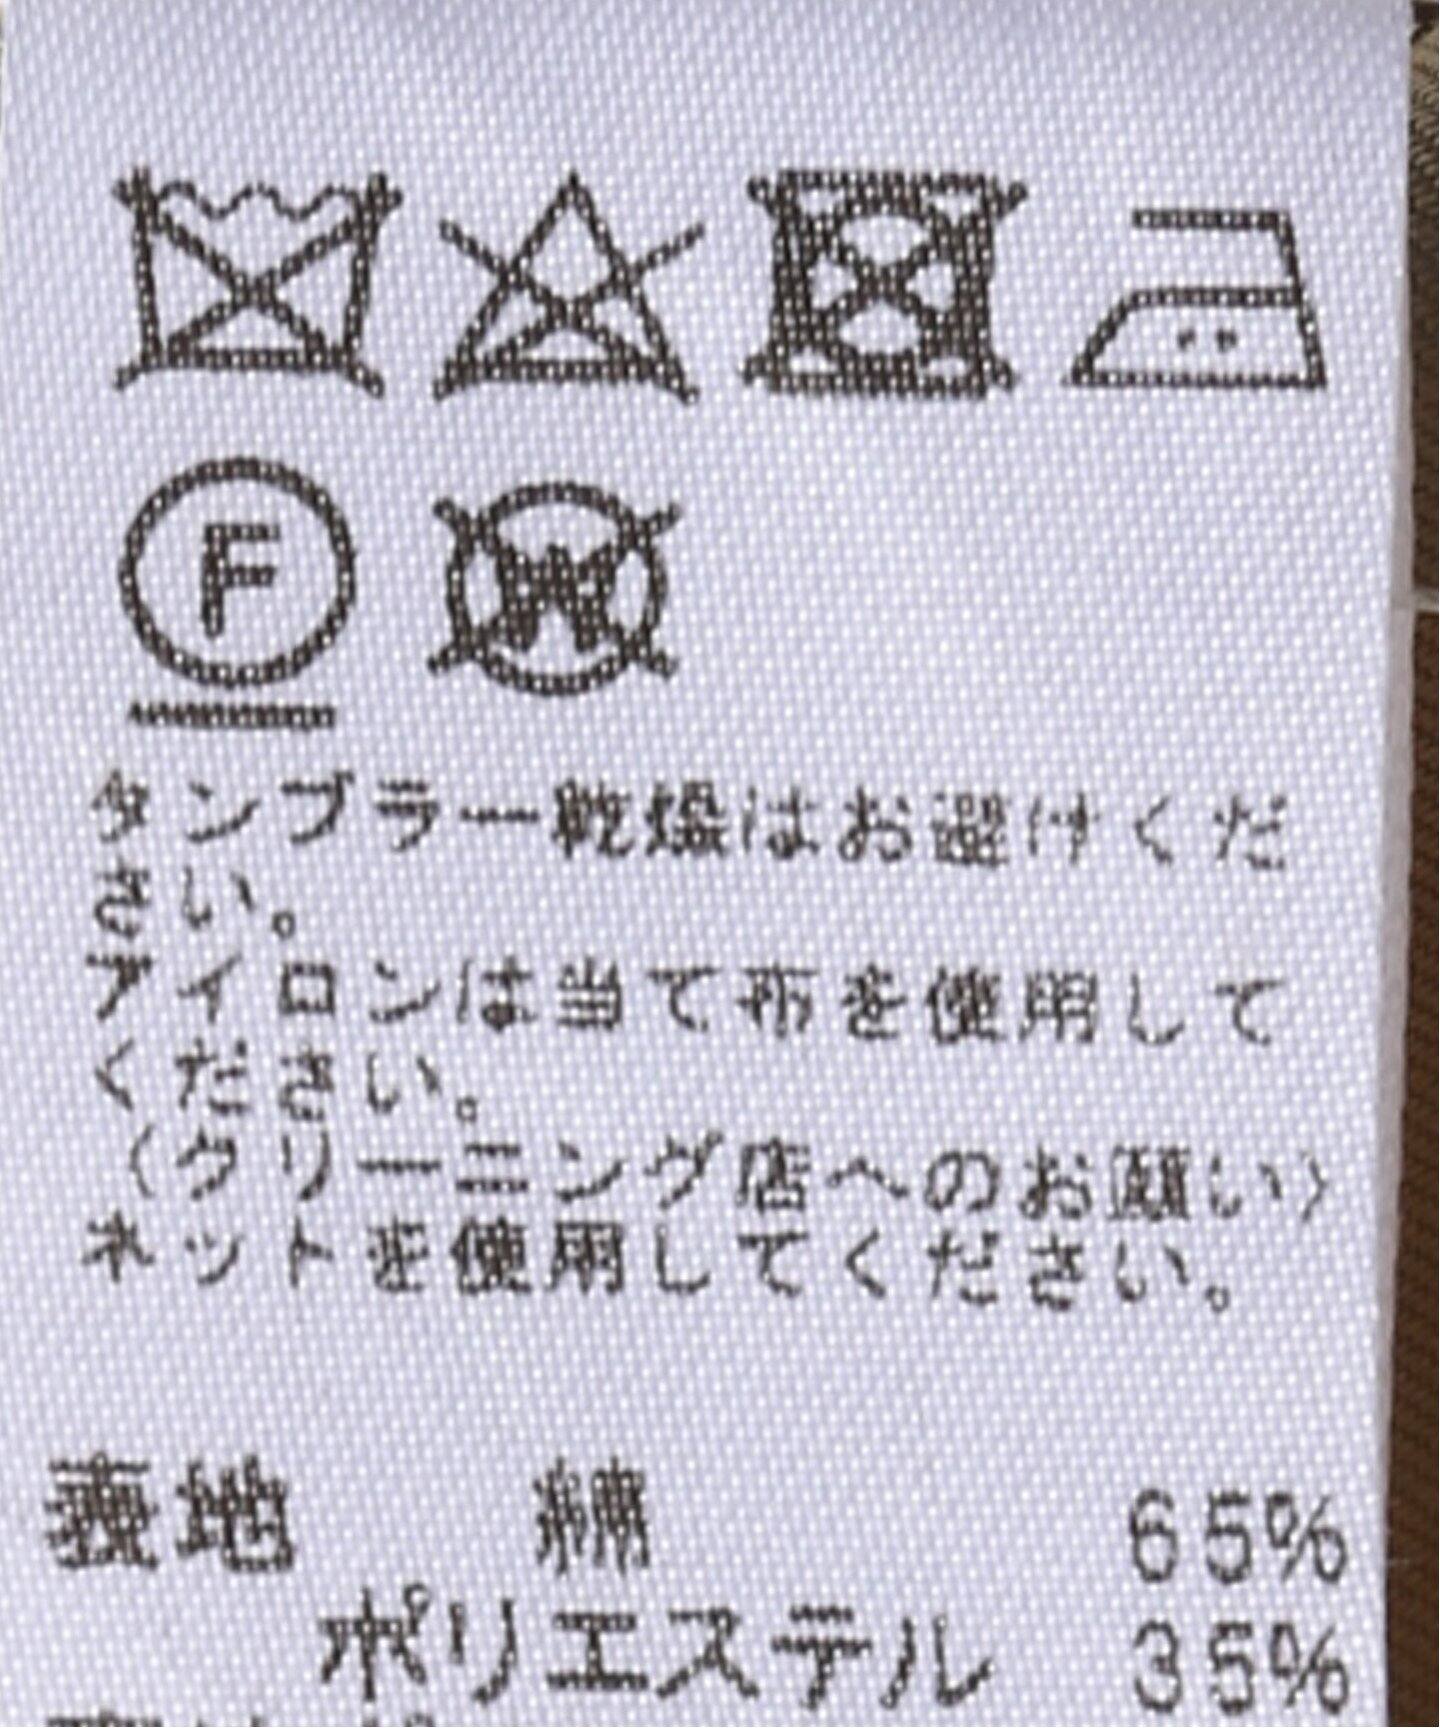 F
W
タンブラー乾燥はお避けくだ
さい。
アイロンは当て布を使用して
ください。
〈クリーニング店へのお願い〉
ネットを使用してください。
表地 綿 65%
ポリエステル 35%